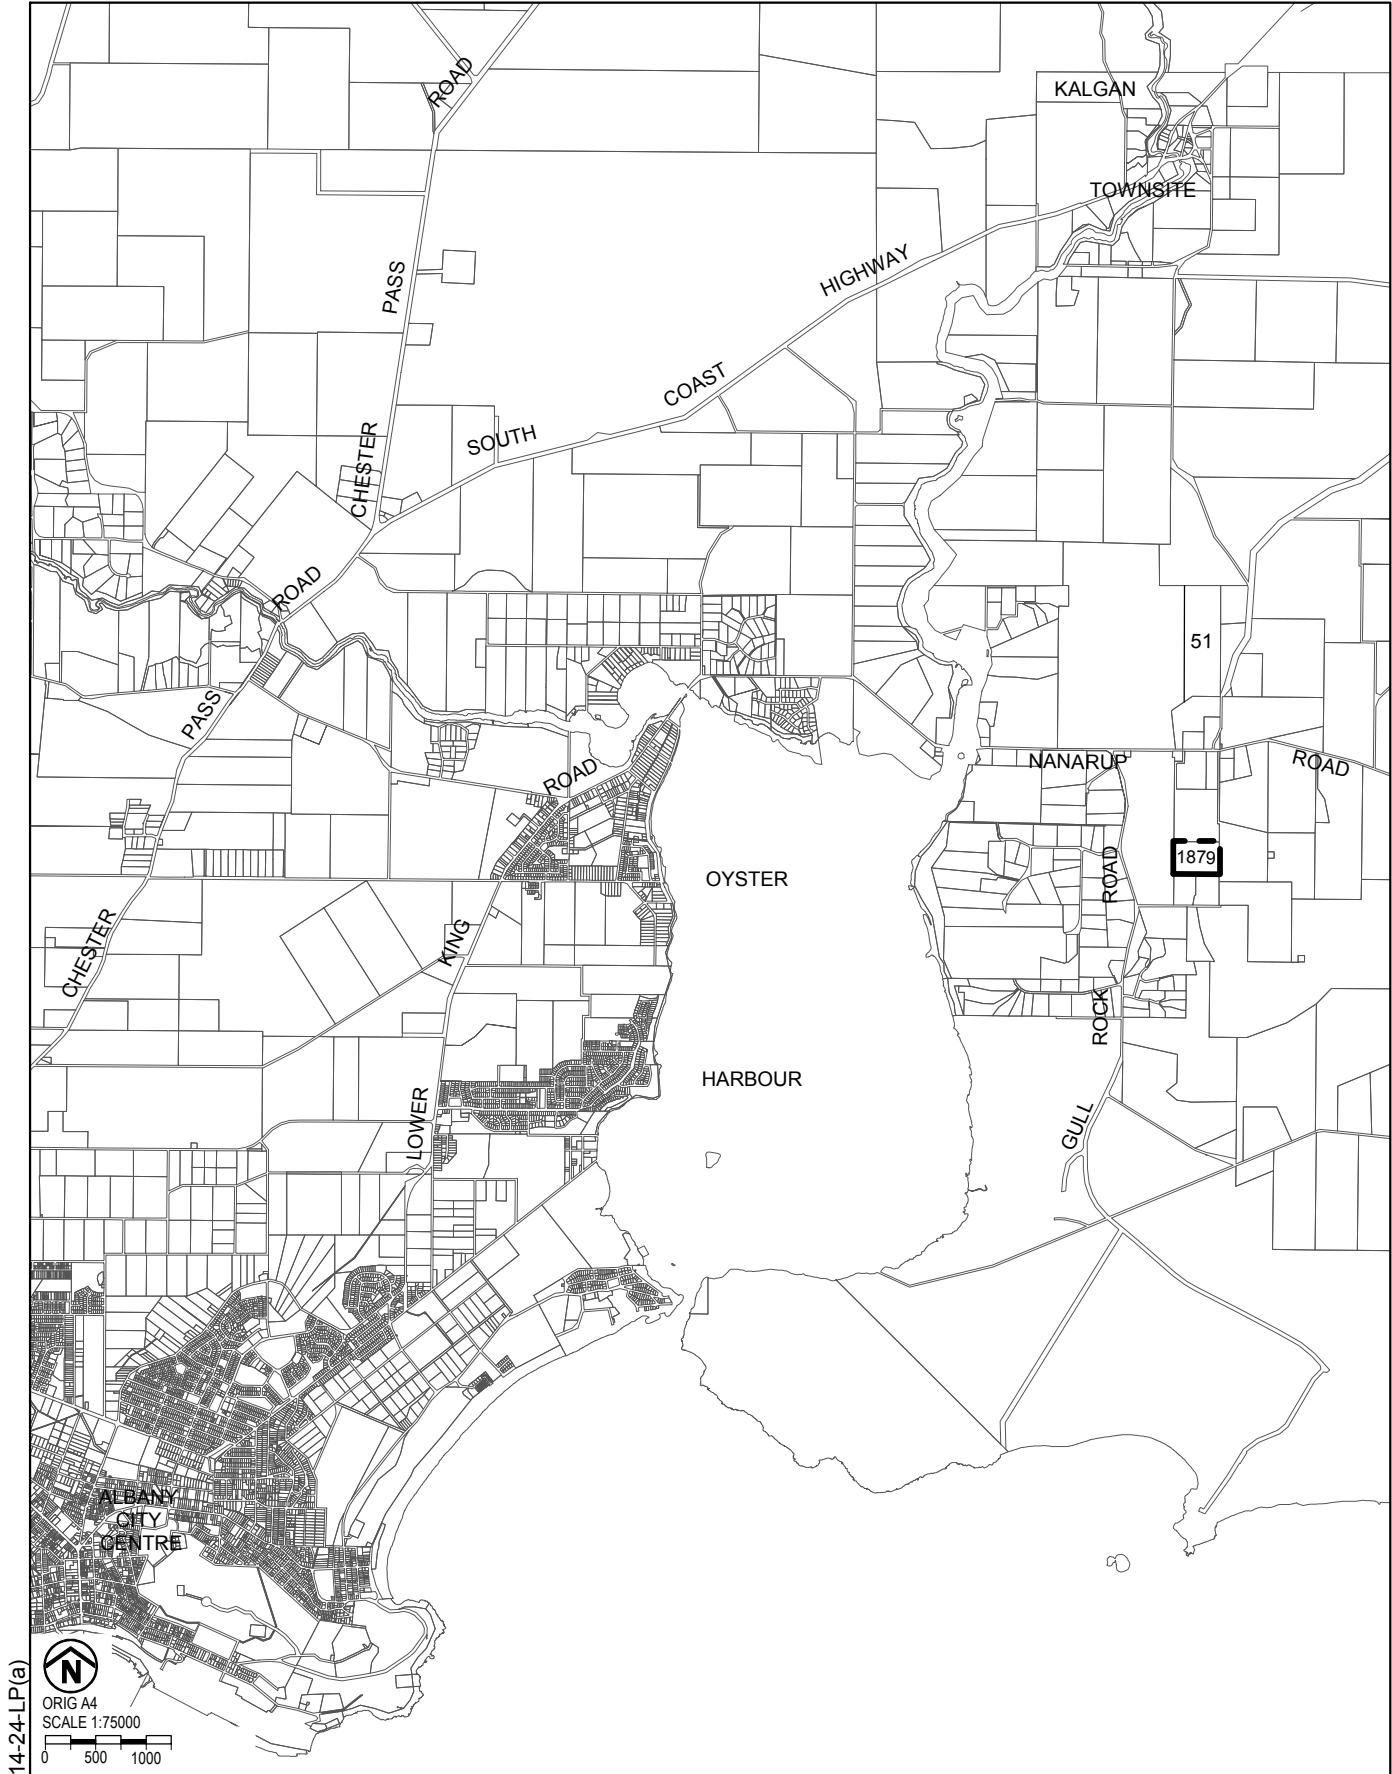 ROAD
KALGAN
TOWNSITE
PASS
HIGHWAY
COAST
SOUTH
CHESTER
ROAD
51
PASS
NANARUP
ROAD
ROAD
1879
ROAD
OYSTER
CHESTER
KING
ROCK
HARBOUR
LOWER
GULL
ALBANY
CITY
CENTRE
N
ORIG A4
SCALE 1:75000
0 500 1000
14-24-LP(a)